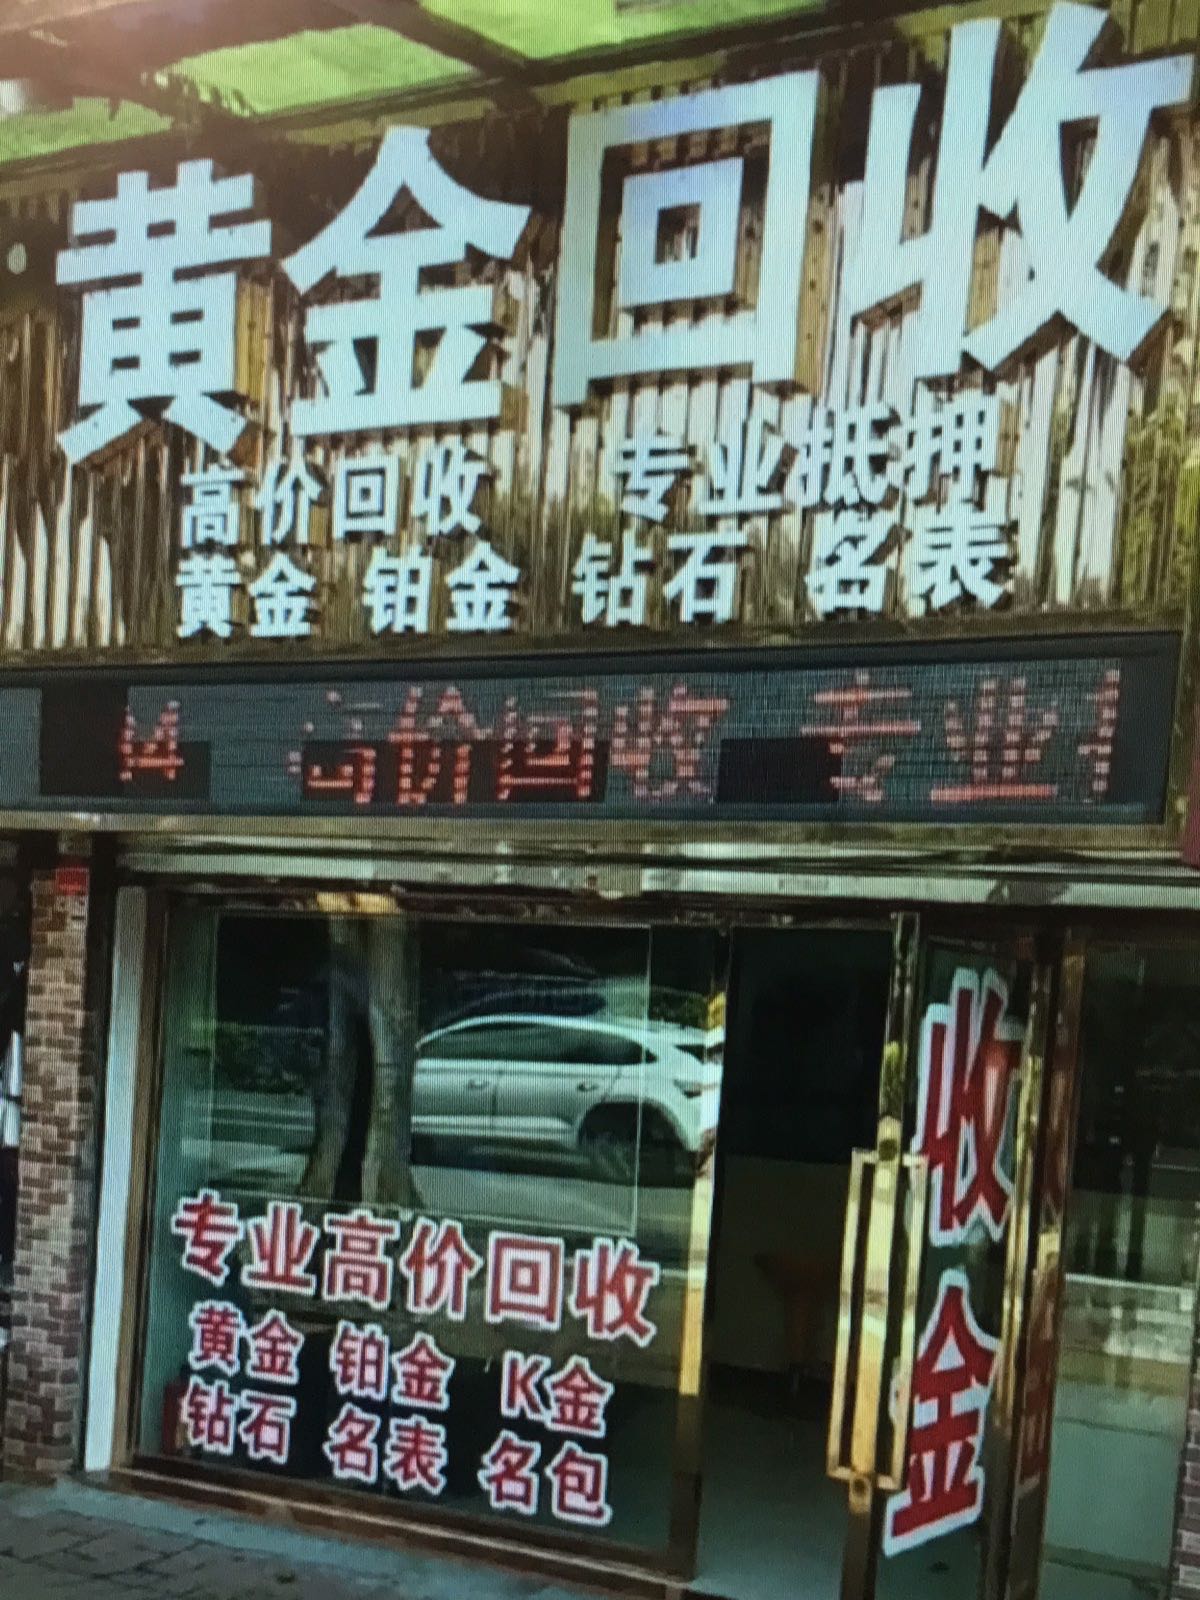 黄金回收
高价回收 专业抵押
黄金 铂金 钻石 名表
高价回收 专业
专业高价回收
黄金 铂金 K金
钻石 名表 名包
收金